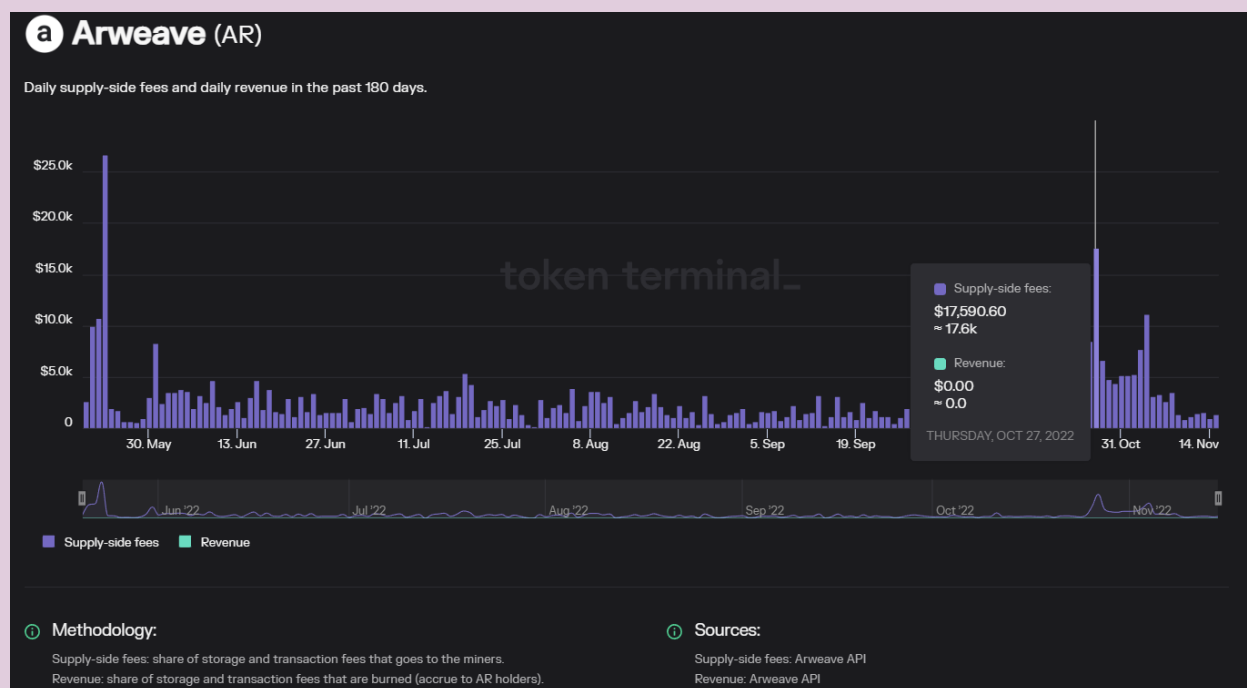 a Arweave (AR)
Daily supply-side fees and daily revenue in the past 180 days.
$25.0k
$20.0k
$15.0k
$10.0k
$5.0k
0
token terminal_
Supply-side fees:
$17,590.60
≈ 17.6k
Revenue:
$0.00
≈ 0.0
THURSDAY, OCT 27, 2022
30. May 13. Jun 27. Jun 11. Jul 25. Jul 8. Aug 22. Aug 5. Sep 19. Sep 31. Oct 14. Nov
Jun '22 Jul '22 Aug '22 Sep '22 Oct '22 Nov '22
Supply-side fees Revenue
Methodology:
Supply-side fees: share of storage and transaction fees that goes to the miners.
Revenue: share of storage and transaction fees that are burned (accrue to AR holders).
Sources:
Supply-side fees: Arweave API
Revenue: Arweave API